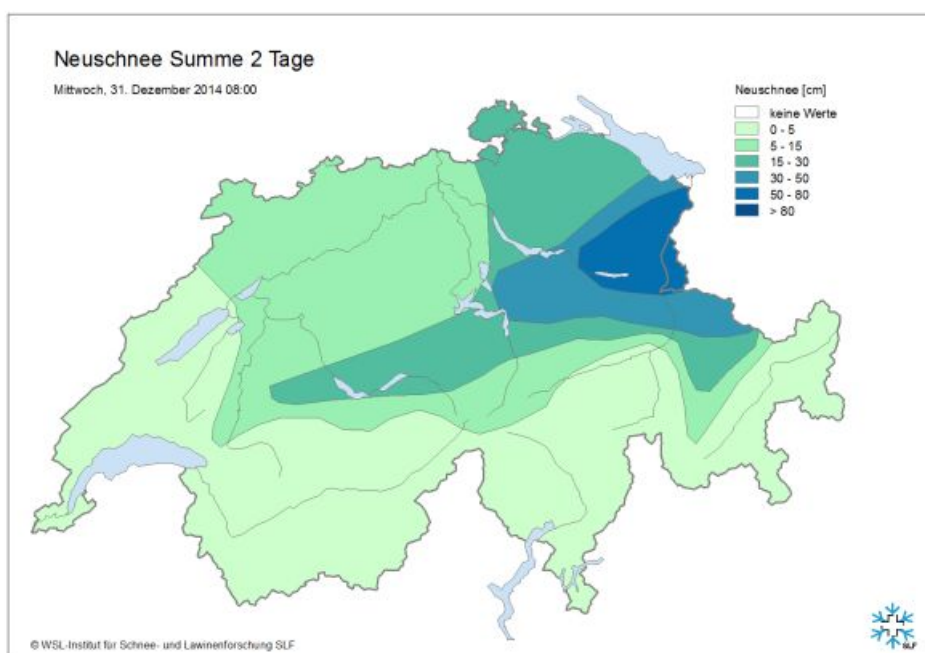 Neuschnee Summe 2 Tage
Mittwoch, 31. Dezember 2014 08:00
Neuschnee [cm]
keine Werte
0 - 5
5 - 15
15 - 30
30 - 50
50 - 80
> 80
© WSL-Institut für Schnee- und Lawinenforschung SLF
SLF